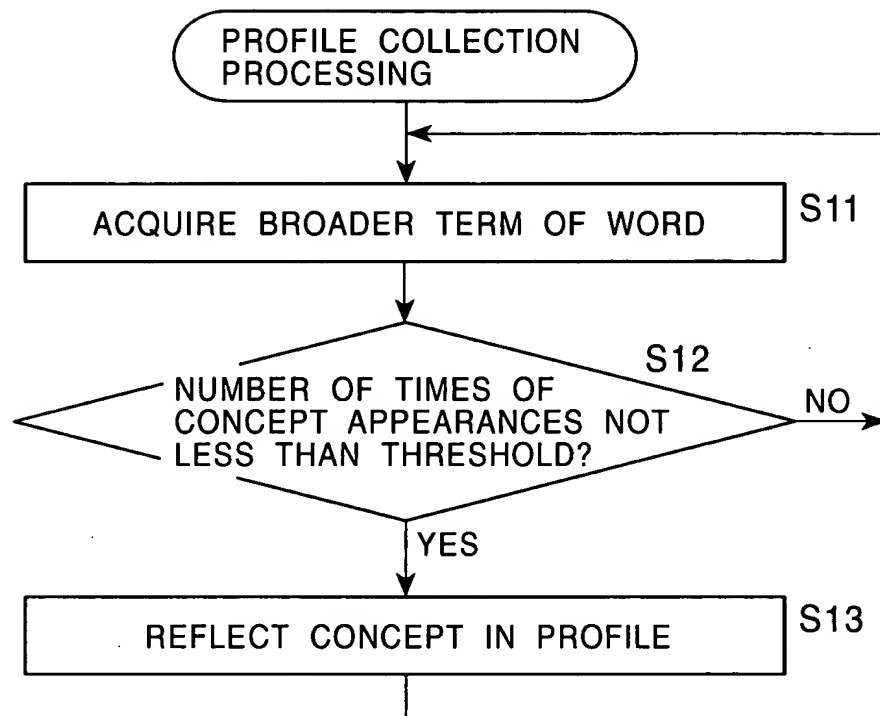 PROFILE COLLECTION
PROCESSING
ACQUIRE BROADER TERM OF WORD
S11
S12
NUMBER OF TIMES OF
CONCEPT APPEARANCES NOT
LESS THAN THRESHOLD?
NO
YES
REFLECT CONCEPT IN PROFILE
S13